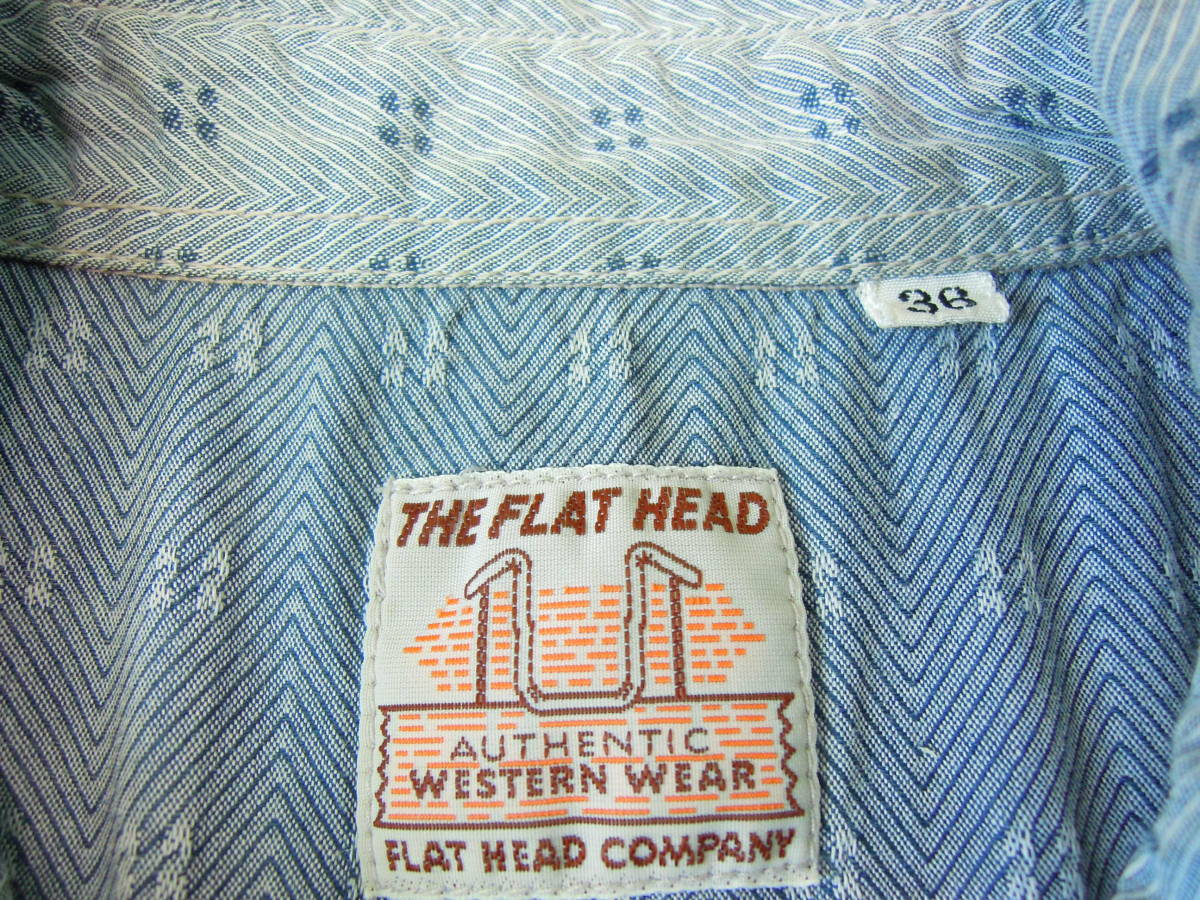 36
THE FLAT HEAD
AUTHENTIC
WESTERN WEAR
FLAT HEAD COMPANY